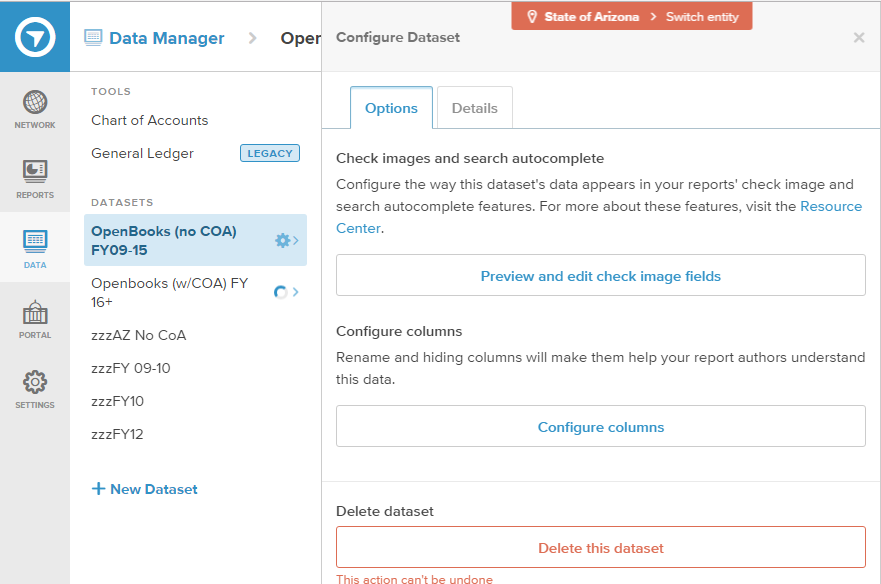 State of Arizona > Switch entity
Data Manager > Oper
Configure Dataset
×
NETWORK
REPORTS
DATA
PORTAL
SETTINGS
TOOLS
Chart of Accounts
General Ledger LEGACY
DATASETS
OpenBooks (no COA)
FY09-15
Openbooks (w/COA) FY
16+
zzzAZ No CoA
zzzFY 09-10
zzzFY10
zzzFY12
+ New Dataset
Options Details
Check images and search autocomplete
Configure the way this dataset's data appears in your reports' check image and
search autocomplete features. For more about these features, visit the Resource
Center.
Preview and edit check image fields
Configure columns
Rename and hiding columns will make them help your report authors understand
this data.
Configure columns
Delete dataset
Delete this dataset
This action can't be undone